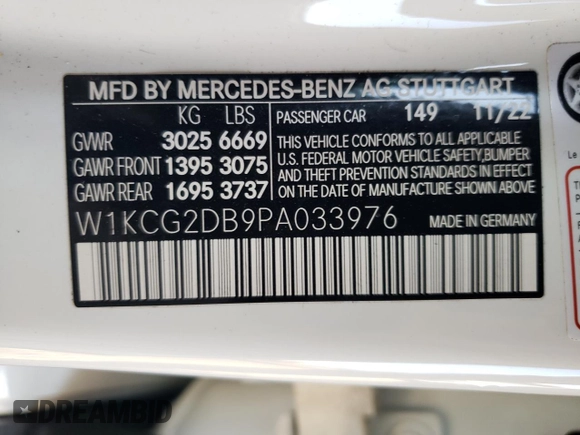 MFD BY MERCEDES-BENZ AG STUTTGART
KG LBS PASSENGER CAR 149 11/22
GVWR 3025 6669
GAWR FRONT 1395 3075
GAWR REAR 1695 3737
THIS VEHICLE CONFORMS TO ALL APPLICABLE
U.S. FEDERAL MOTOR VEHICLE SAFETY, BUMPER
AND THEFT PREVENTION STANDARDS IN EFFECT
ON THE DATE OF MANUFACTURE SHOWN ABOVE.
W1KCG2DB9PA033976 MADE IN GERMANY
Le
DREAMBID